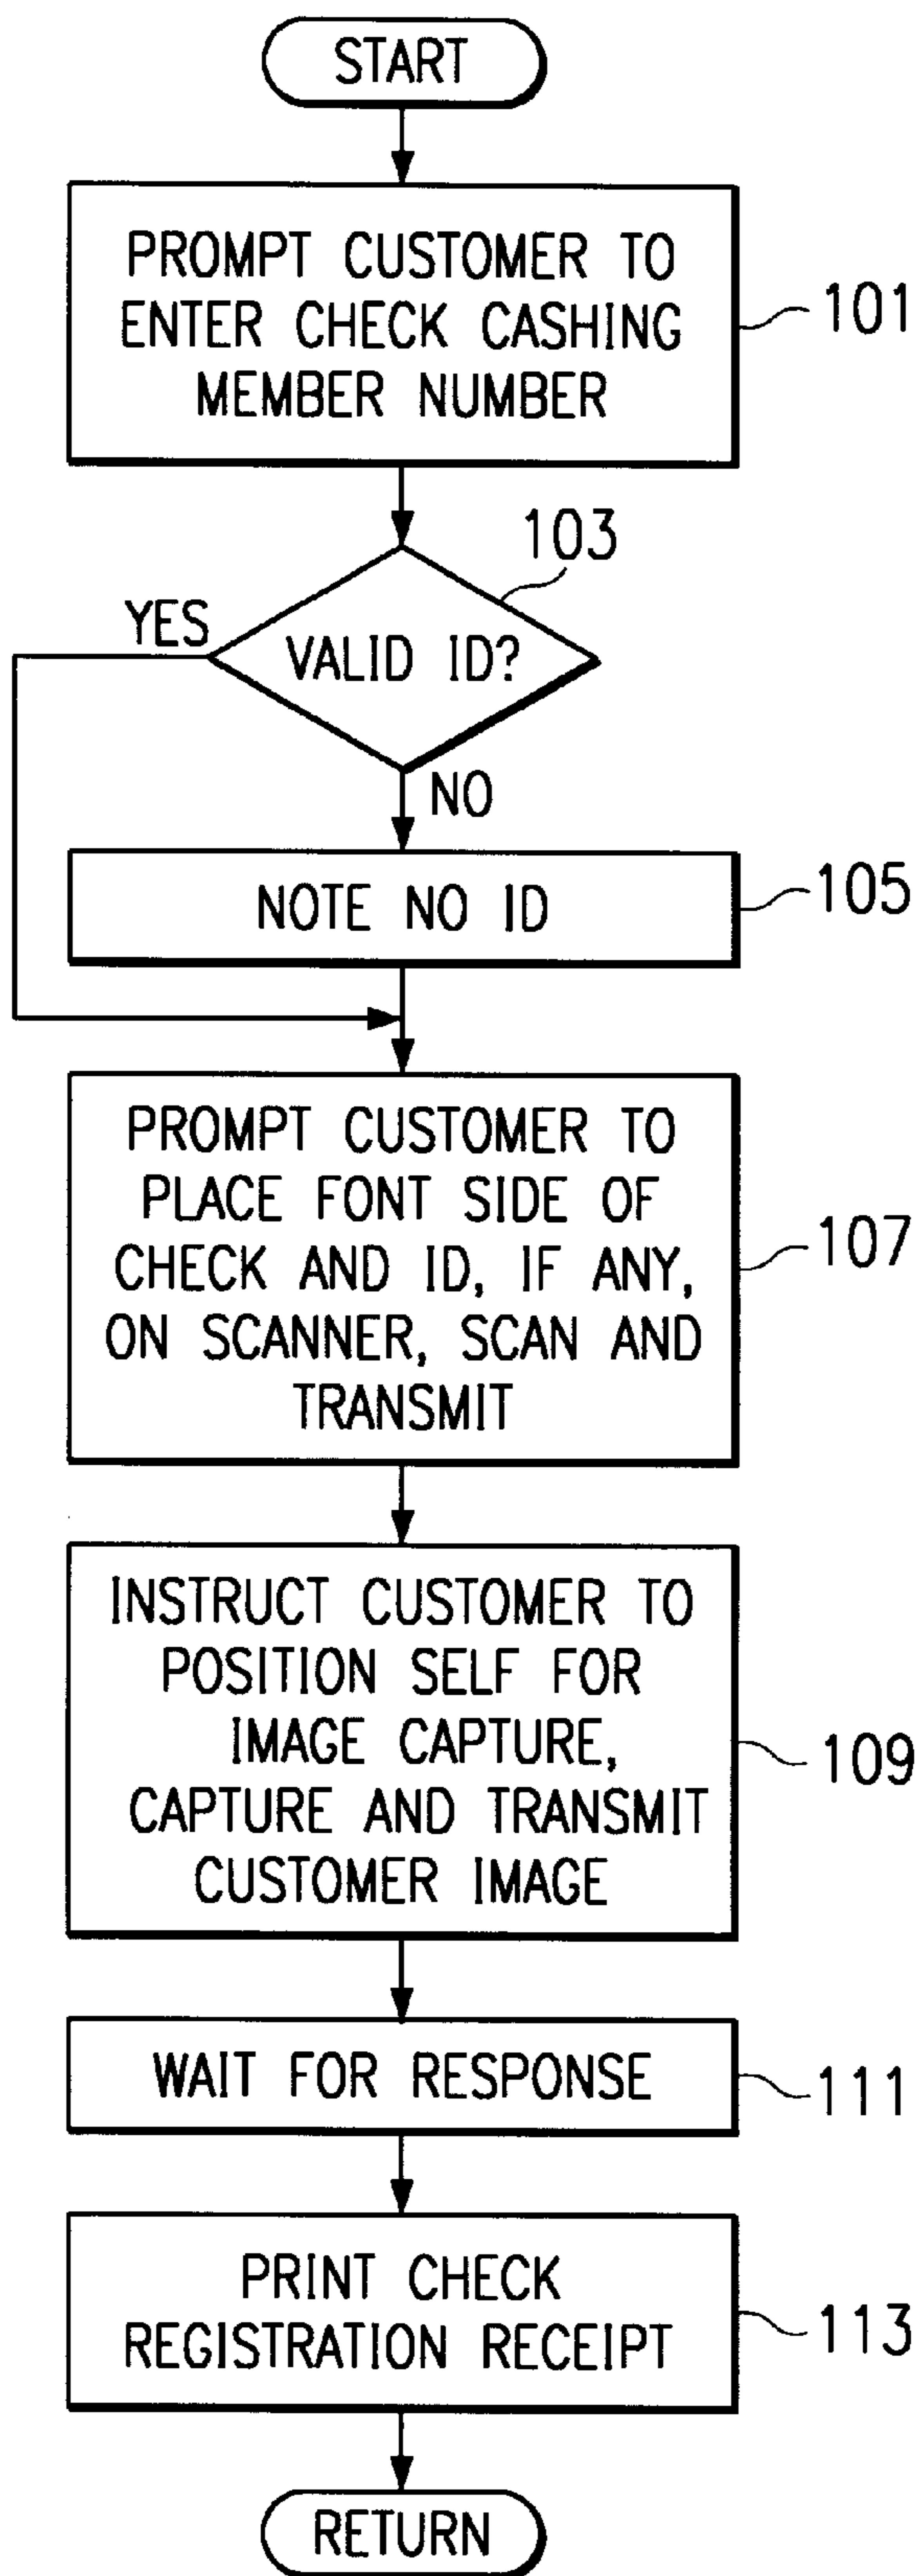 START
PROMPT CUSTOMER TO
ENTER CHECK CASHING
MEMBER NUMBER
101
103
YES
VALID ID?
NO
NOTE NO ID
105
PROMPT CUSTOMER TO
PLACE FONT SIDE OF
CHECK AND ID, IF ANY,
ON SCANNER, SCAN AND
TRANSMIT
107
INSTRUCT CUSTOMER TO
POSITION SELF FOR
IMAGE CAPTURE,
CAPTURE AND TRANSMIT
CUSTOMER IMAGE
109
WAIT FOR RESPONSE
111
PRINT CHECK
REGISTRATION RECEIPT
113
RETURN